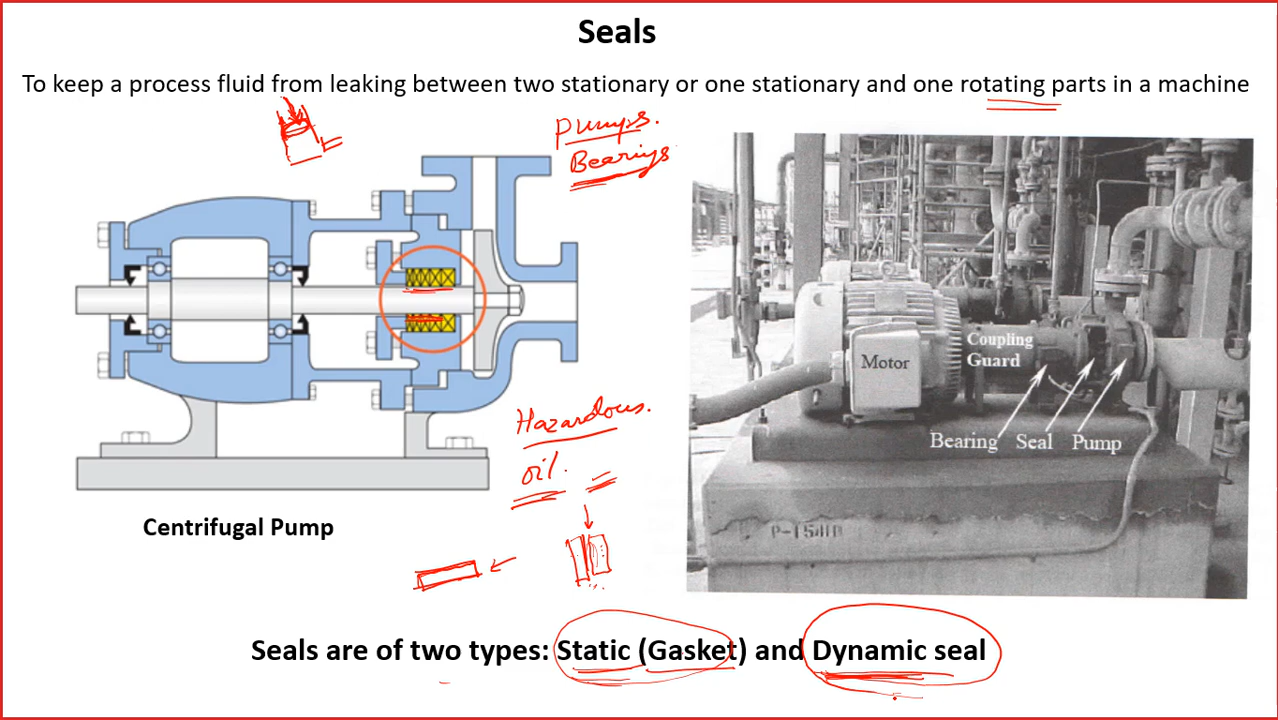 Seals
To keep a process fluid from leaking between two stationary or one stationary and one rotating parts in a machine
Pumps.
Bearings
Motor
Coupling
Guard
Bearing Seal Pump
Hazardous.
oil.
P-1541D
Centrifugal Pump
Seals are of two types: Static (Gasket) and Dynamic seal